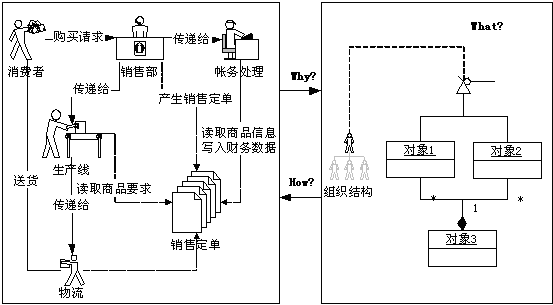 购买请求
传递给
消费者
销售部
帐务处理
传递给
产生销售定单
读取商品信息
写入财务数据
生产线
送货
读取商品要求
传递给
销售定单
物流
Why?
How?
What?
对象1
对象2
组织结构
*
1
*
对象3